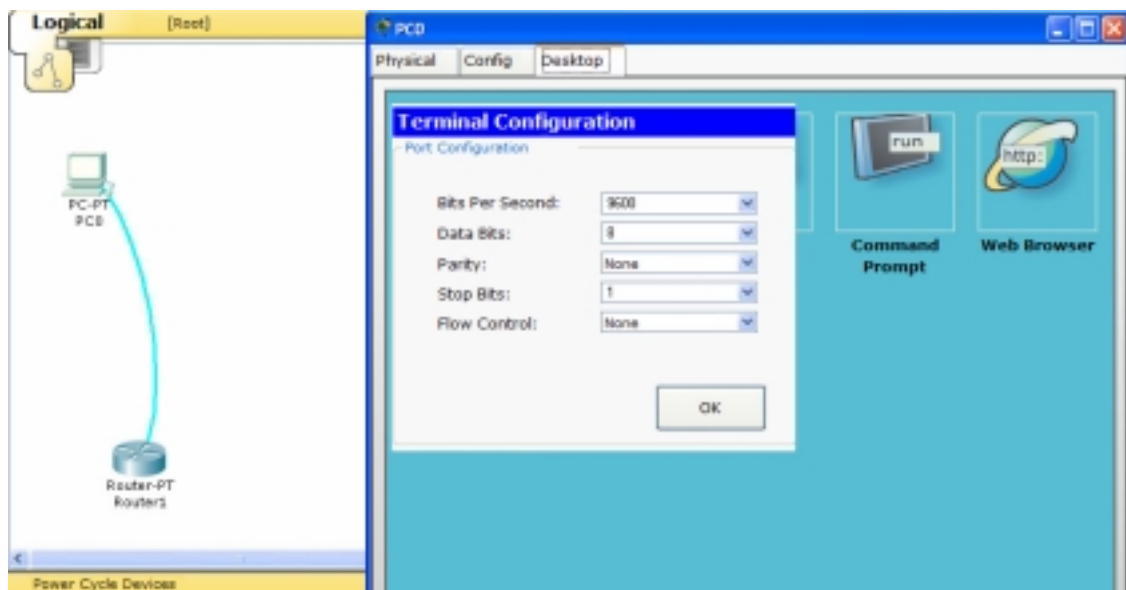 Logical [Root]
PC-PT
PC0
Router-PT
Router1
Power Cycle Devices
PC0
Physical Config Desktop
Terminal Configuration
Port Configuration
Bits Per Second: 9600
Data Bits: 8
Parity: None
Stop Bits: 1
Flow Control: None
OK
run
Command
Prompt
http:
Web Browser